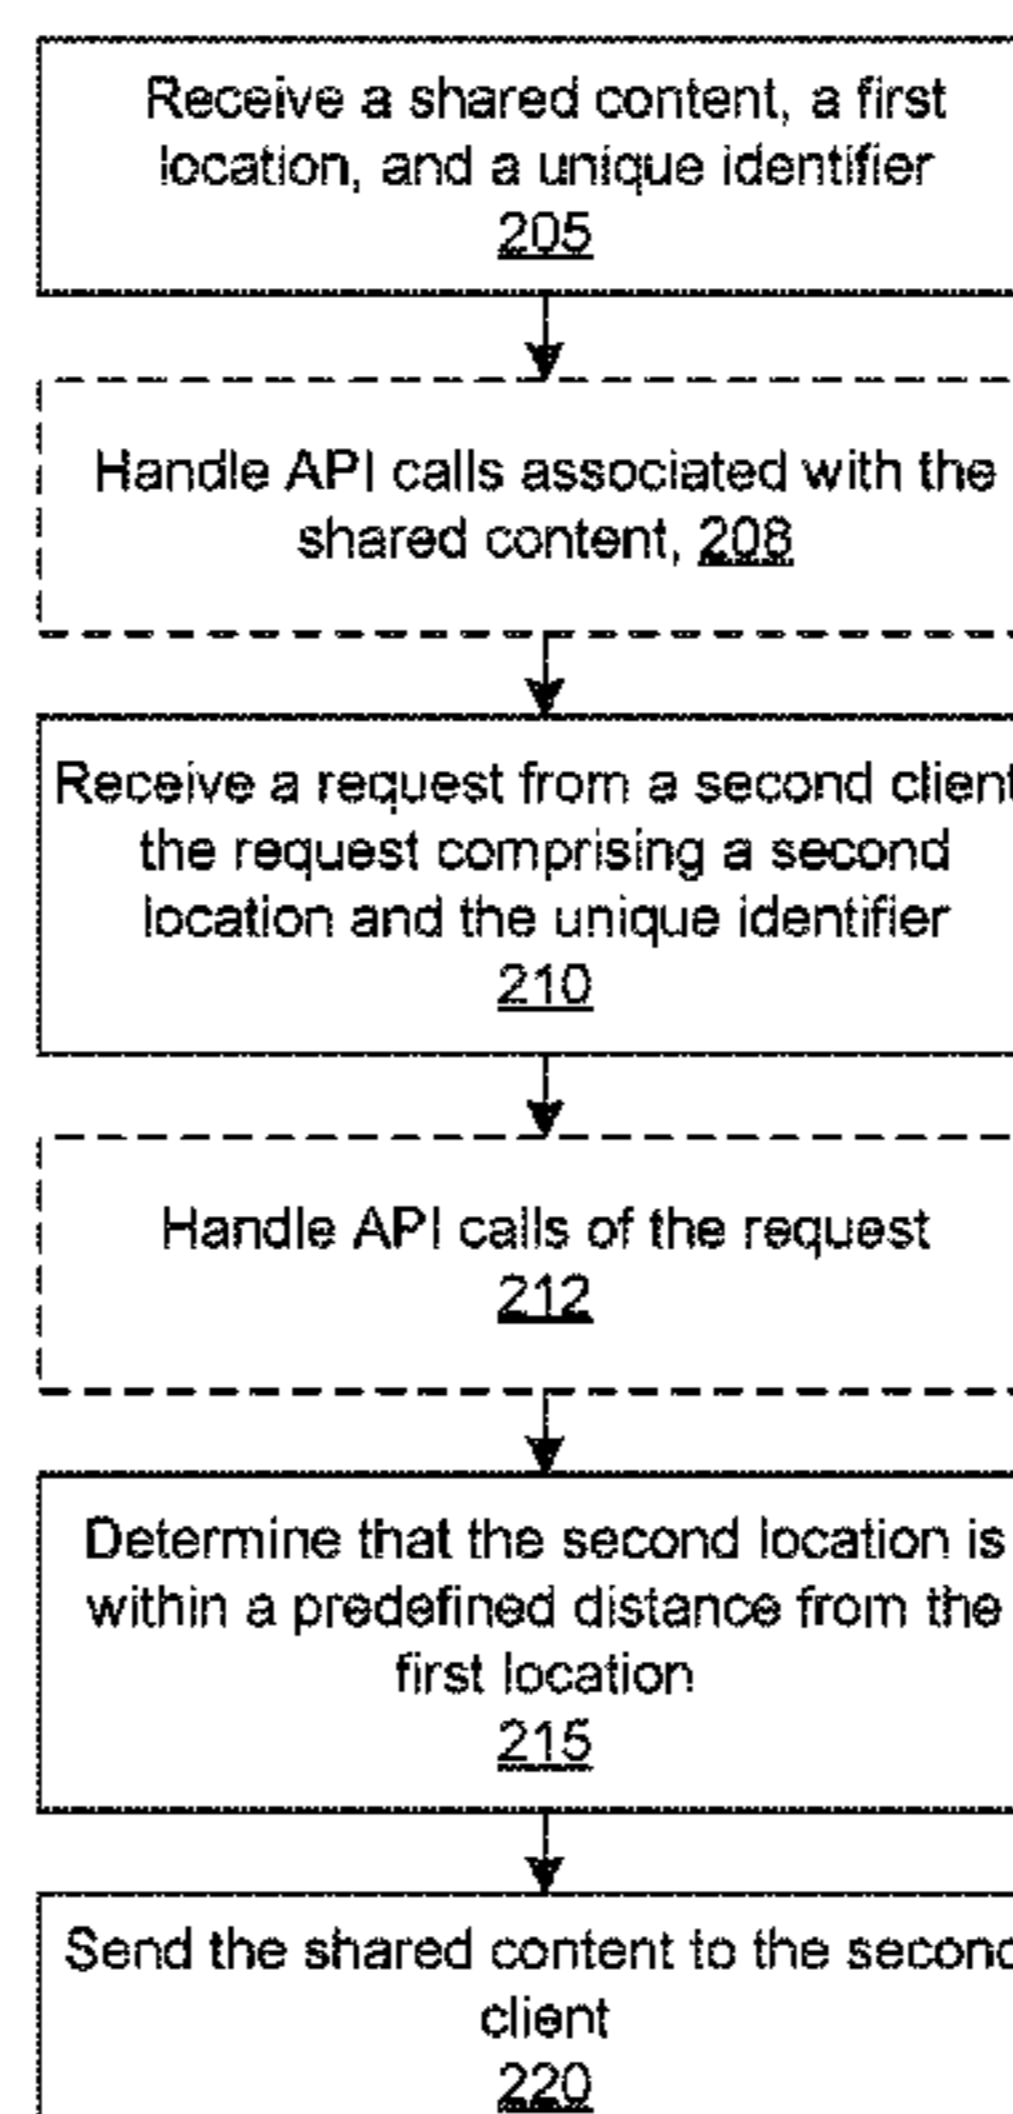 Receive a shared content, a first
location, and a unique identifier
205
Handle API calls associated with the
shared content, 208
Receive a request from a second client
the request comprising a second
location and the unique identifier
210
Handle API calls of the request
212
Determine that the second location is
within a predefined distance from the
first location
215
Send the shared content to the second
client
220